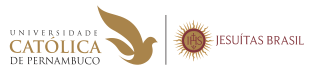 UNIVERSIDADE
CATÓLICA
DE PERNAMBUCO
IHS
JESUÍTAS BRASIL